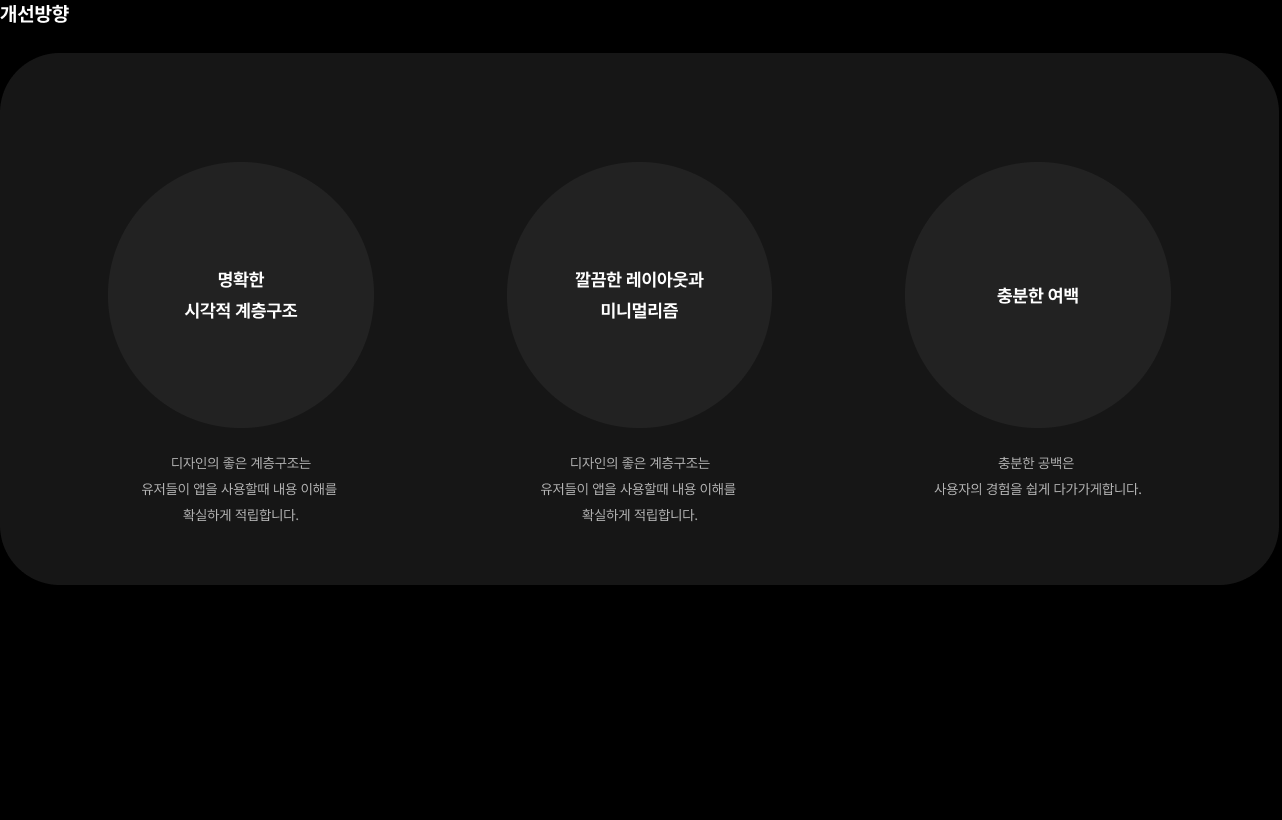 개선방향
명확한
시각적 계층구조
디자인의 좋은 계층구조는
유저들이 앱을 사용할때 내용 이해를
확실하게 적립합니다.
깔끔한 레이아웃과
미니멀리즘
디자인의 좋은 계층구조는
유저들이 앱을 사용할때 내용 이해를
확실하게 적립합니다.
충분한 여백
충분한 공백은
사용자의 경험을 쉽게 다가가게합니다.